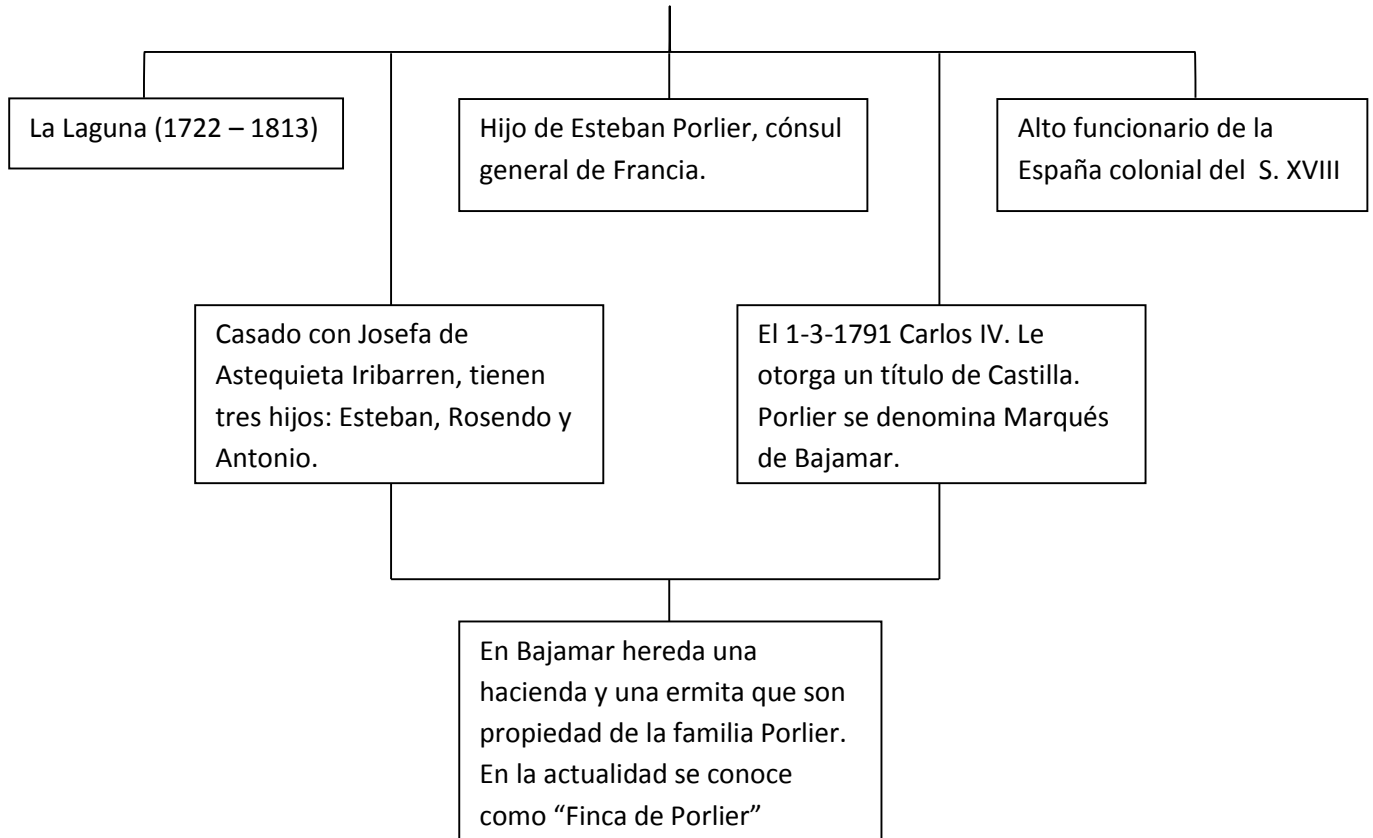 La Laguna (1722 – 1813)
Hijo de Esteban Porlier, cónsul
general de Francia.
Alto funcionario de la
España colonial del  S. XVIII
Casado con Josefa de
Astequieta Iribarren, tienen
tres hijos: Esteban, Rosendo y
Antonio.
El 1-3-1791 Carlos IV. Le
otorga un título de Castilla.
Porlier se denomina Marqués
de Bajamar.
En Bajamar hereda una
hacienda y una ermita que son
propiedad de la familia Porlier.
En la actualidad se conoce
como “Finca de Porlier”